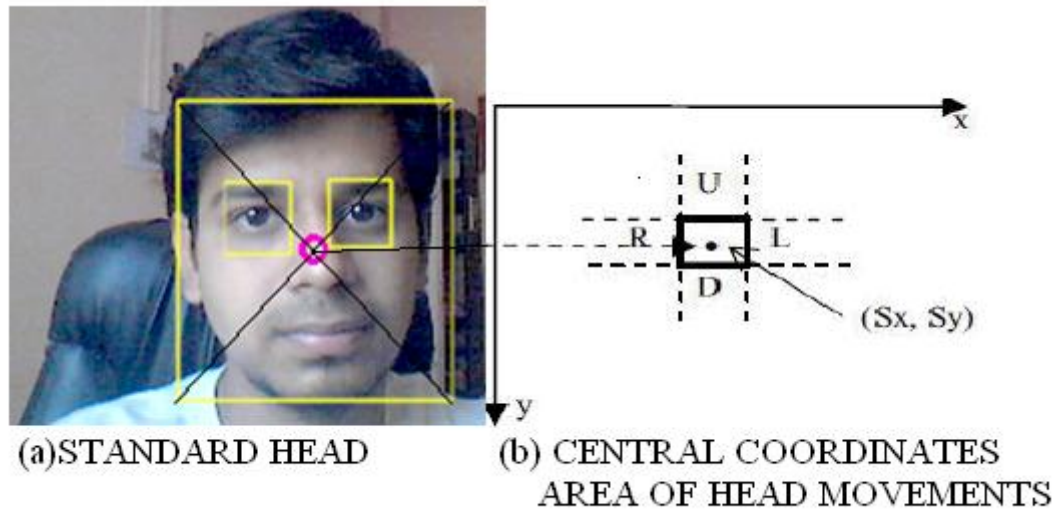 x
U
R
L
D
(Sx, Sy)
y
(a)STANDARD HEAD
(b) CENTRAL COORDINATES
AREA OF HEAD MOVEMENTS